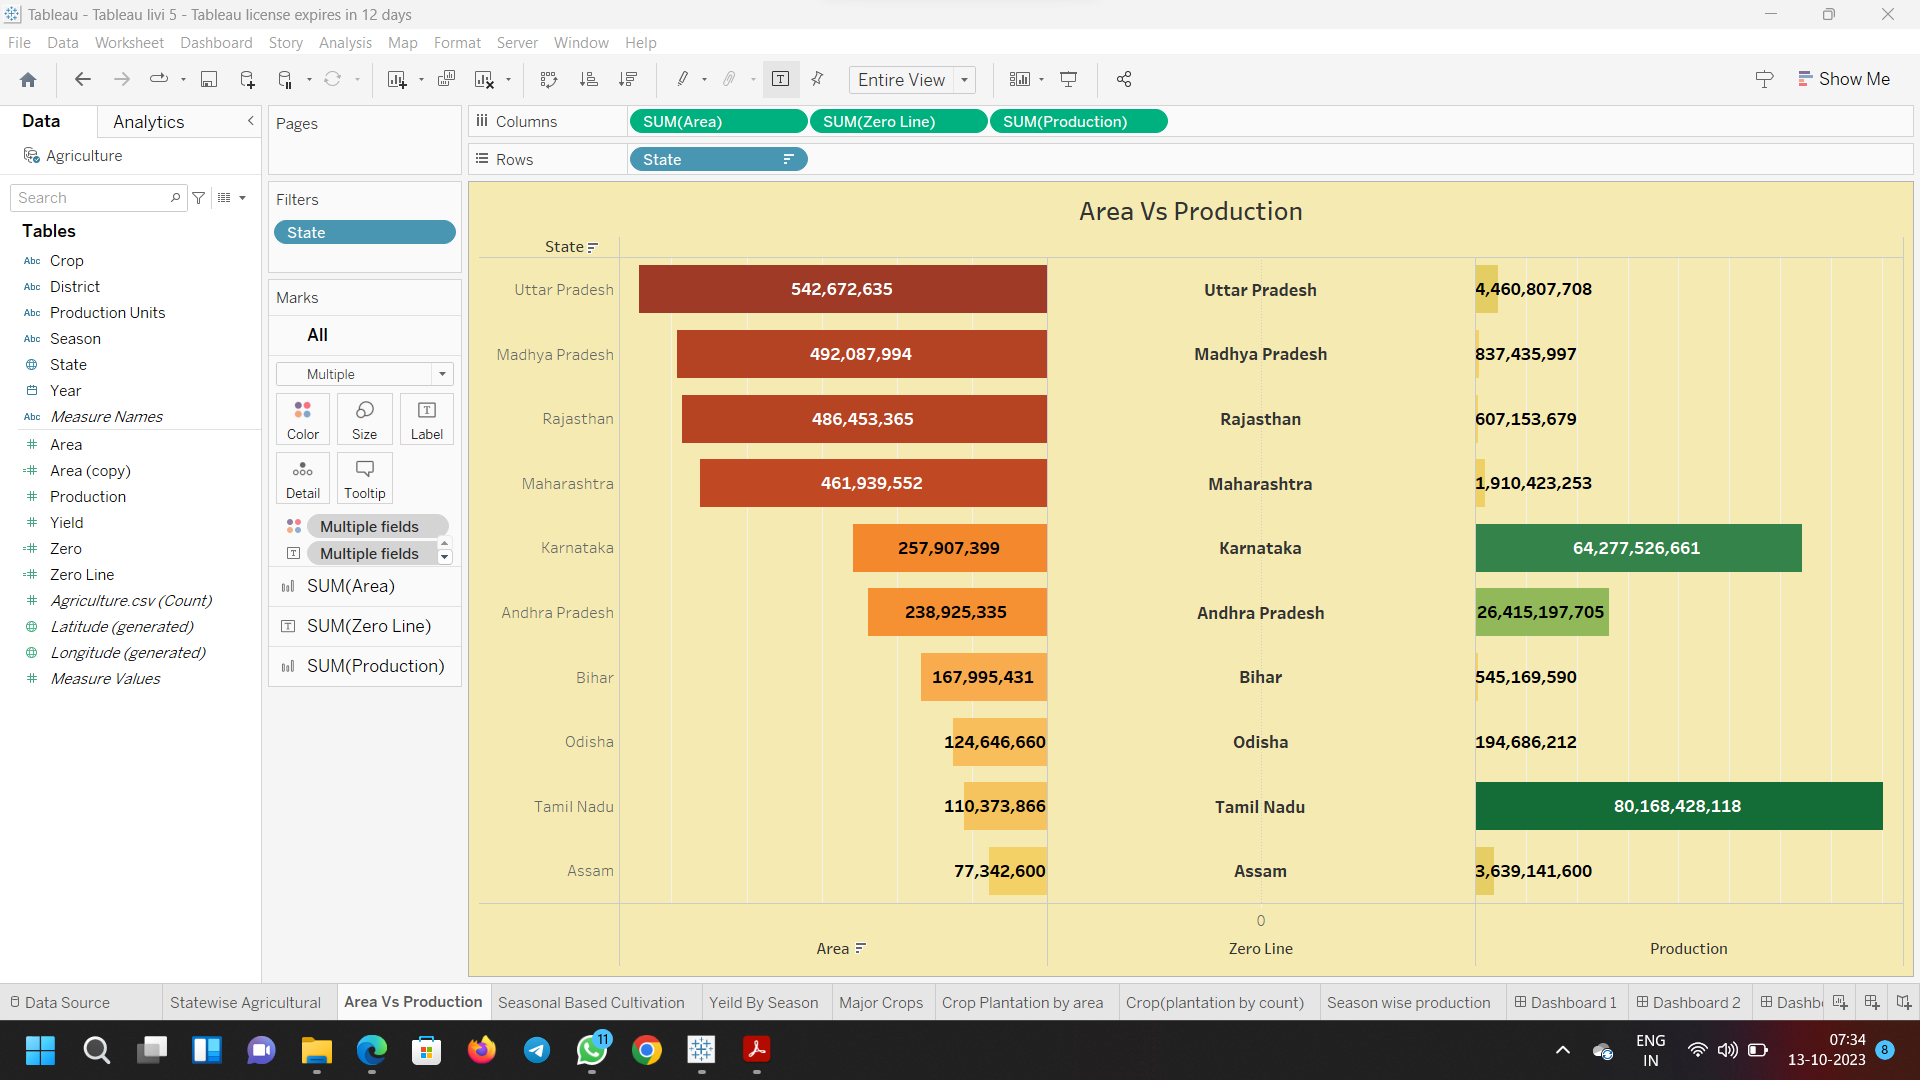 Tableau - Tableau livi 5 - Tableau license expires in 12 days
File Data Worksheet Dashboard Story Analysis Map Format Server Window Help
Entire View
Show Me
Data Analytics
Agriculture
Search
Tables
Abc Crop
Abc District
Abc Production Units
Abc Season
State
Year
Abc Measure Names
Area
Area (copy)
Production
Yield
Zero
Zero Line
Agriculture.csv (Count)
Latitude (generated)
Longitude (generated)
Measure Values
Pages
Filters
State
Marks
All
Multiple
Color Size Label
Detail Tooltip
Multiple fields
Multiple fields
SUM(Area)
SUM(Zero Line)
SUM(Production)
Columns SUM(Area) SUM(Zero Line) SUM(Production)
Rows State
Area Vs Production
State
Uttar Pradesh 542,672,635 Uttar Pradesh 4,460,807,708
Madhya Pradesh 492,087,994 Madhya Pradesh 837,435,997
Rajasthan 486,453,365 Rajasthan 607,153,679
Maharashtra 461,939,552 Maharashtra 1,910,423,253
Karnataka 257,907,399 Karnataka 64,277,526,661
Andhra Pradesh 238,925,335 Andhra Pradesh 26,415,197,705
Bihar 167,995,431 Bihar 545,169,590
Odisha 124,646,660 Odisha 194,686,212
Tamil Nadu 110,373,866 Tamil Nadu 80,168,428,118
Assam 77,342,600 Assam 3,639,141,600
0
Area Zero Line Production
Data Source Statewise Agricultural Area Vs Production Seasonal Based Cultivation Yeild By Season Major Crops Crop Plantation by area Crop(plantation by count) Season wise production Dashboard 1 Dashboard 2 Dashb
11
ENG
IN
07:34
13-10-2023
8